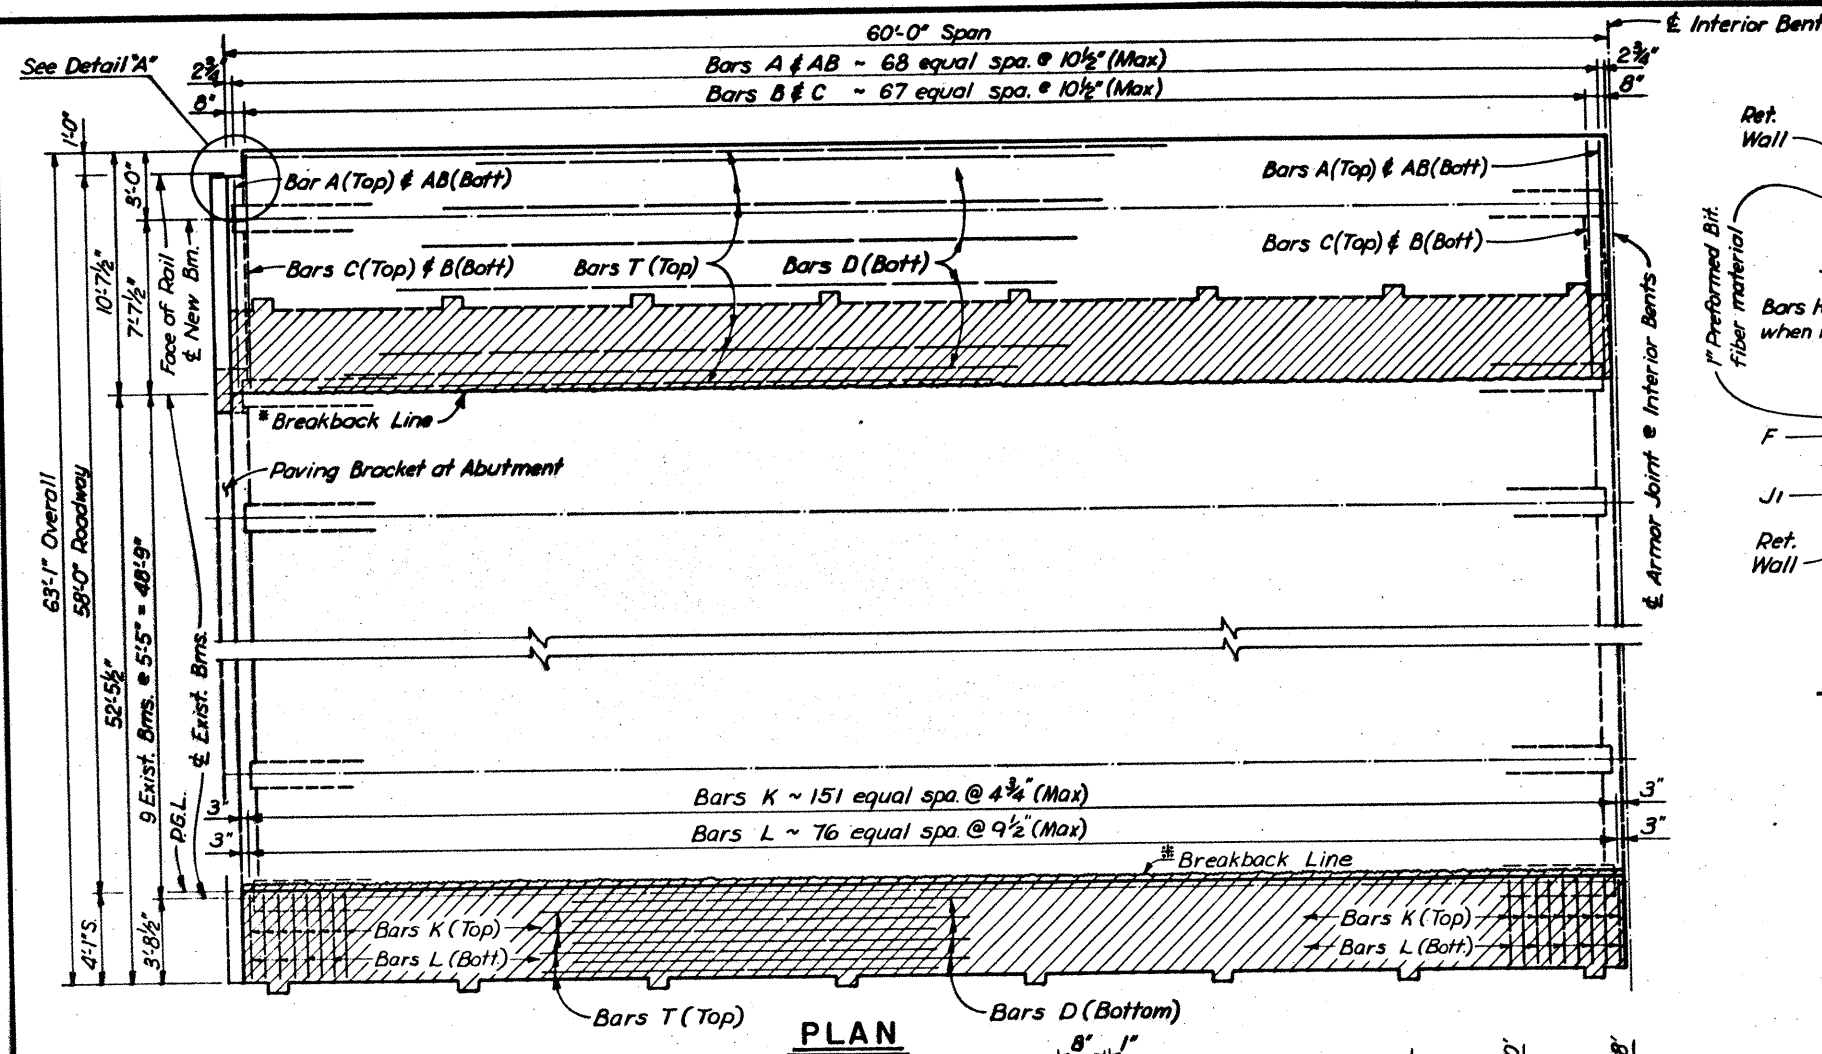 60'-0" Span
℄ Interior Bent
See Detail "A"
2¾"
Bars A & AB ~ 68 equal spa. @ 10½" (Max)
2¾"
8"
Bars B & C ~ 67 equal spa. @ 10½" (Max)
8"
1'-0"
3'-0"
Ret.
Wall
Bar A (Top) & AB (Bott)
Bars A (Top) & AB (Bott)
Bars C (Top) & B (Bott)
Bars T (Top)
Bars D (Bott)
Bars C (Top) & B (Bott)
10'-7½"
7'-7½"
Face of Rail
℄ New Bm.
1" Preformed Bit.
fiber material
Bars
when
* Breakback Line
F
Paving Bracket at Abutment
J1
Ret.
Wall
63'-1" Overall
58'-0" Roadway
52'-5½"
9 Exist. Bms. @ 5'-5" = 48'-9"
℄ Exist. Bms.
℄ Armor Joint @ Interior Bents
P.G.L.
3"
Bars K ~ 151 equal spa. @ 4¾" (Max)
3"
3"
Bars L ~ 76 equal spa. @ 9½" (Max)
3"
* Breakback Line
4'-1" S.
3'-8½"
Bars K (Top)
Bars K (Top)
Bars L (Bott)
Bars L (Bott)
Bars T (Top)
Bars D (Bottom)
PLAN
8"
1"